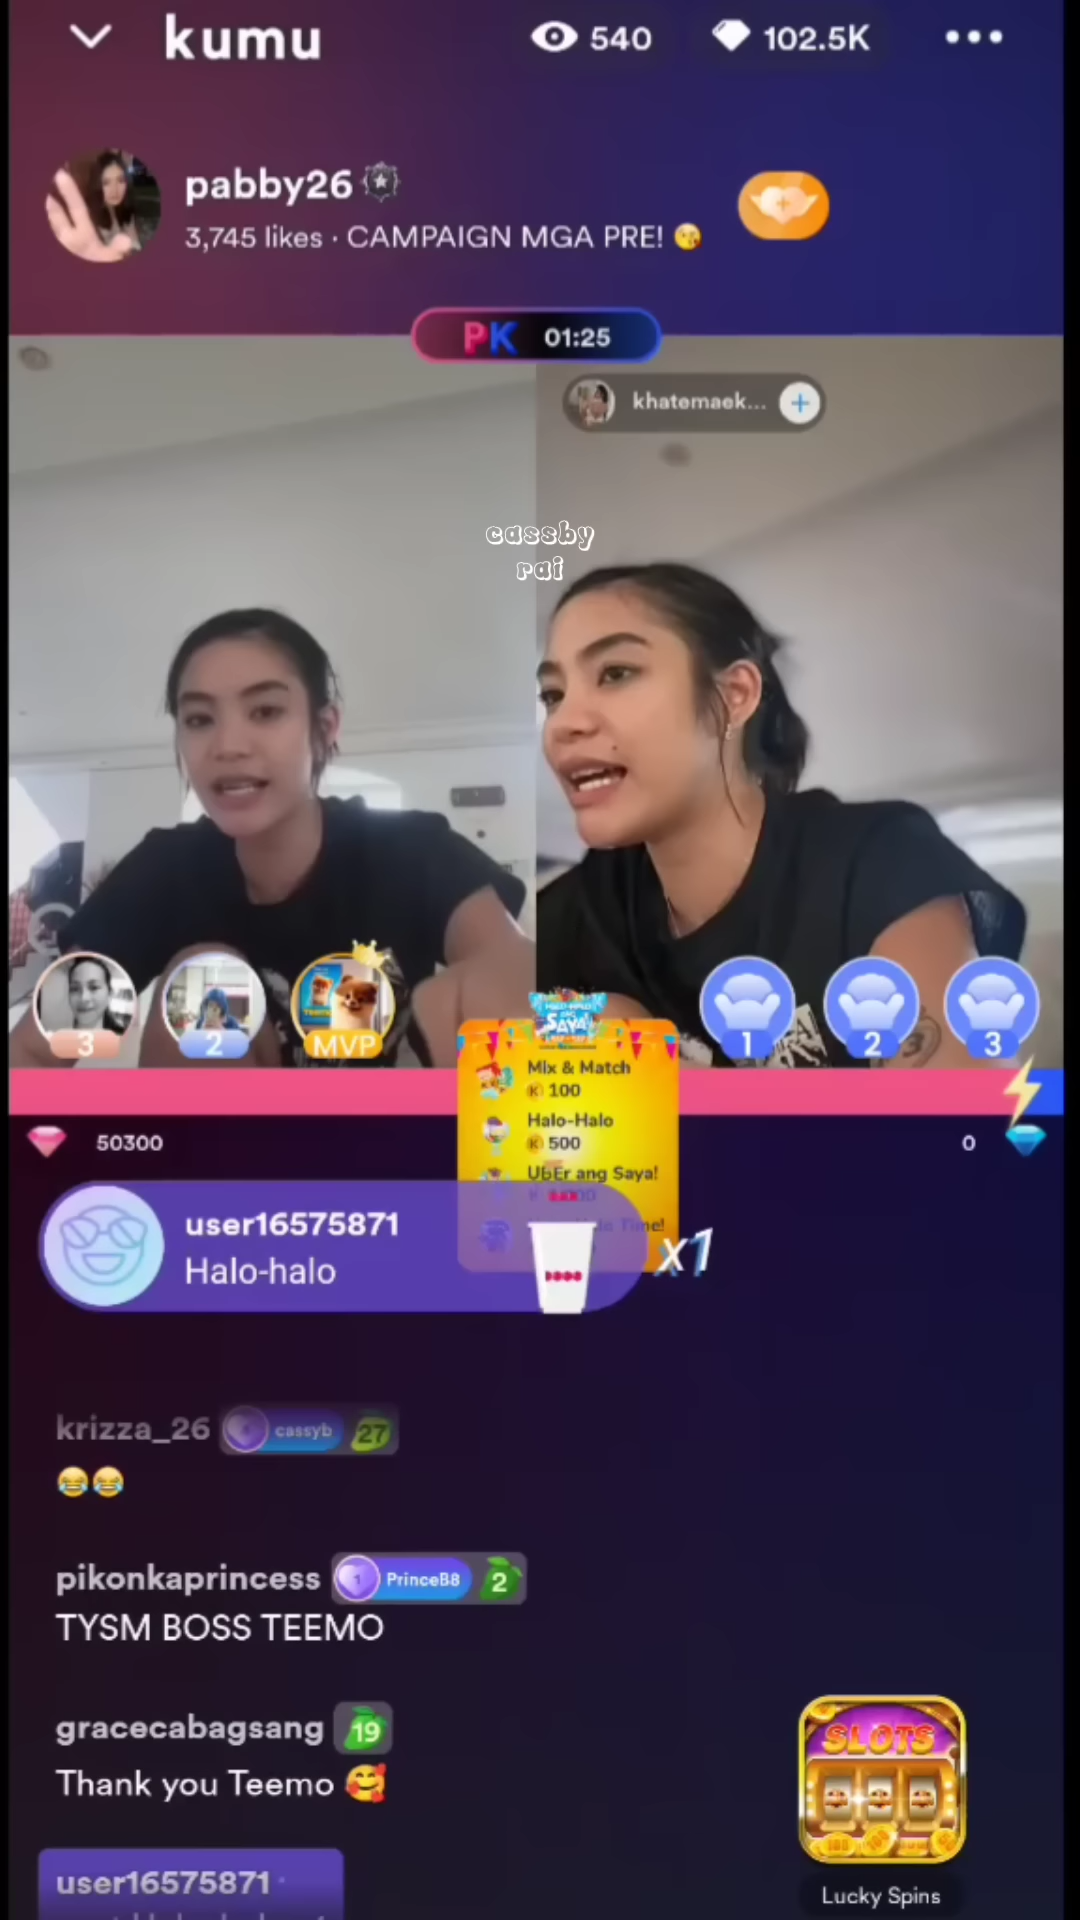 kumu
540
102.5K
pabby26
3,745 likes · CAMPAIGN MGA PRE! 😘
PK 01:25
khatemaek...
cassby
rai
3
2
MVP
1
2
3
SAYA!
Mix & Match
100
Halo-Halo
500
UBEr ang Saya!
50300
0
user16575871
Halo-halo
x1
krizza_26 cassyb 27
😂😂
pikonkaprincess 1 PrinceB8 2
TYSM BOSS TEEMO
gracecabagsang 19
Thank you Teemo 🥰
SLOTS
Lucky Spins
user16575871